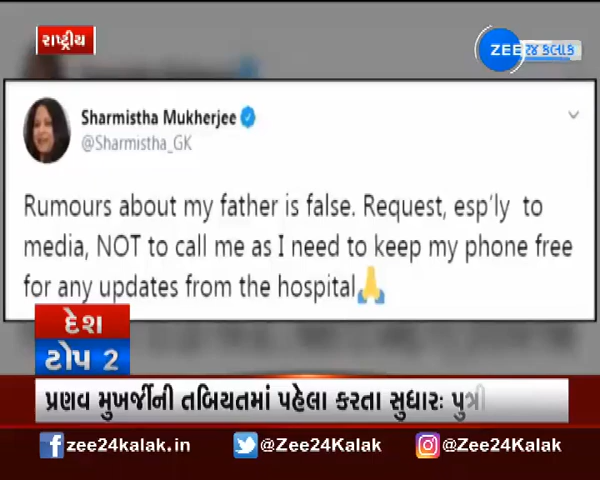 રાષ્ટ્રીય
ZEE ૨૪ કલાક
Sharmistha Mukherjee
@Sharmistha_GK
Rumours about my father is false. Request, esp'ly to
media, NOT to call me as I need to keep my phone free
for any updates from the hospital🙏
દેશ
ટોપ 2
પ્રણવ મુખર્જીની તબિયતમાં પહેલા કરતા સુધારઃ પુત્રી
zee24kalak.in
@Zee24Kalak
@Zee24Kalak